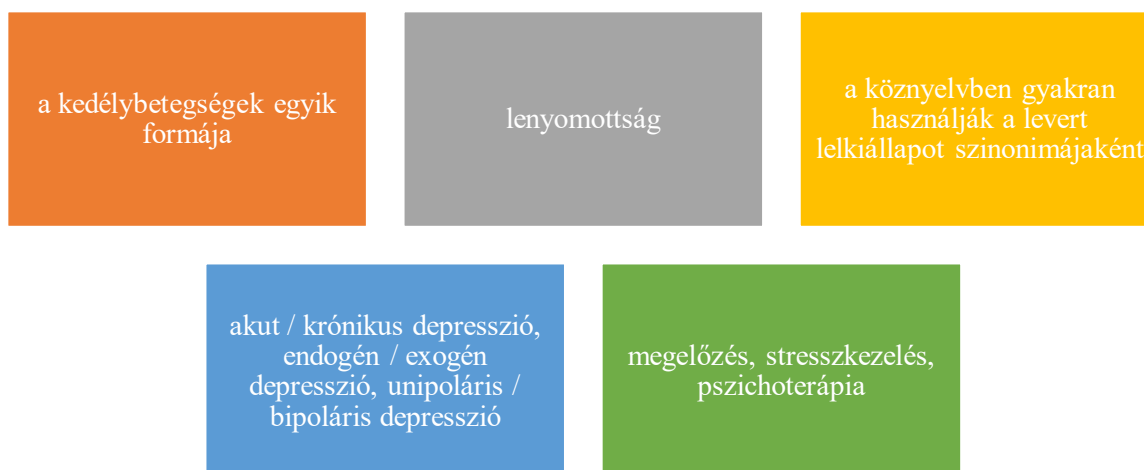 a kedélybetegségek egyik
formája
lenyomottság
a köznyelvben gyakran
használják a levert
lelkiállapot szinonimájaként
akut / krónikus depresszió,
endogén / exogén
depresszió, unipoláris /
bipoláris depresszió
megelőzés, stresszkezelés,
pszichoterápia